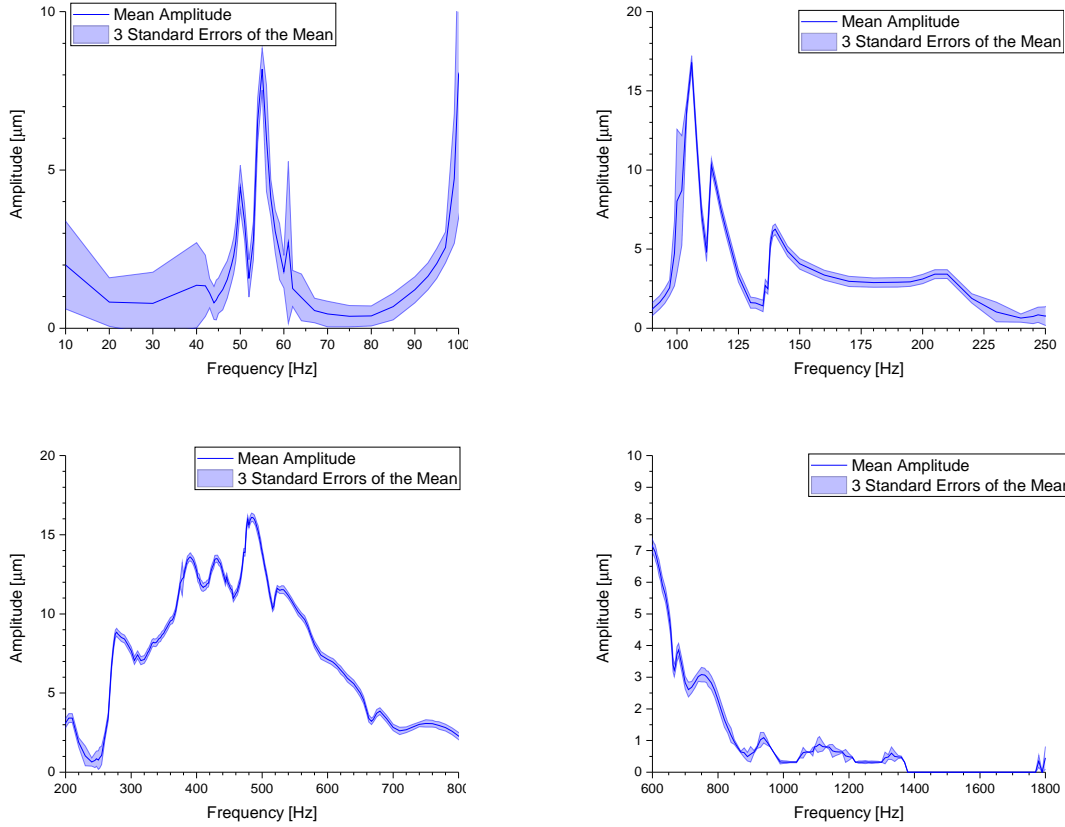 Mean Amplitude
3 Standard Errors of the Mean
10
5
0
Amplitude [µm]
10 20 30 40 50 60 70 80 90 100
Frequency [Hz]
Mean Amplitude
3 Standard Errors of the Mean
20
15
10
5
0
Amplitude [µm]
100 125 150 175 200 225 250
Frequency [Hz]
Mean Amplitude
3 Standard Errors of the Mean
20
15
10
5
0
Amplitude [µm]
200 300 400 500 600 700 800
Frequency [Hz]
Mean Amplitude
3 Standard Errors of the Mean
10
9
8
7
6
5
4
3
2
1
0
Amplitude [µm]
600 800 1000 1200 1400 1600 1800
Frequency [Hz]